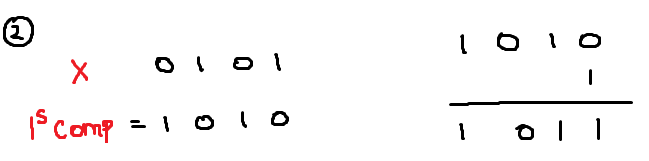 ②
X 0 1 0 1
1s comp = 1 0 1 0
1 0 1 0
1
1 0 1 1